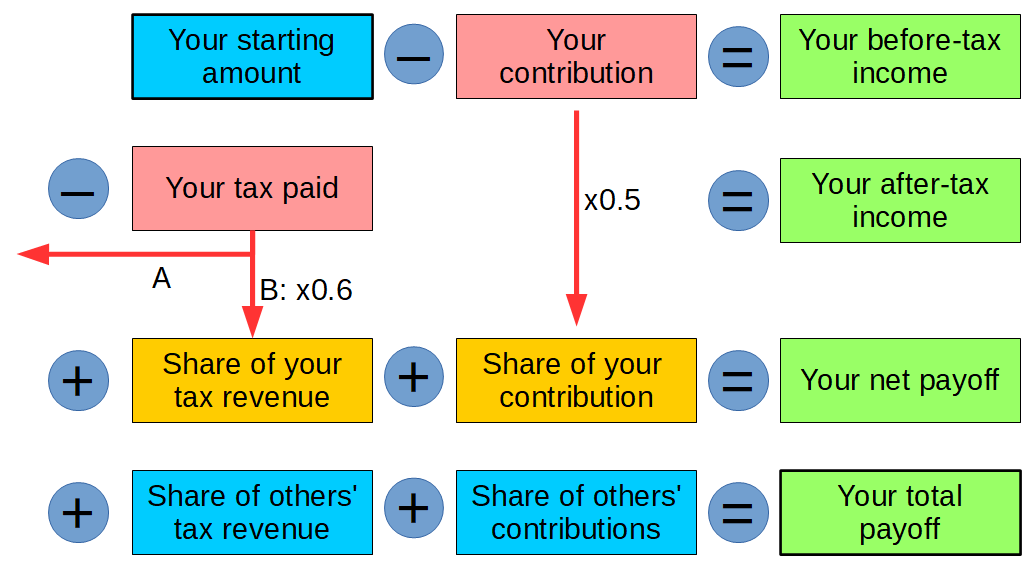 Your starting
amount
–
Your
contribution
=
Your before-tax
income
–
Your tax paid
x0.5
=
Your after-tax
income
A
B: x0.6
+
Share of your
tax revenue
+
Share of your
contribution
=
Your net payoff
+
Share of others'
tax revenue
+
Share of others'
contributions
=
Your total
payoff